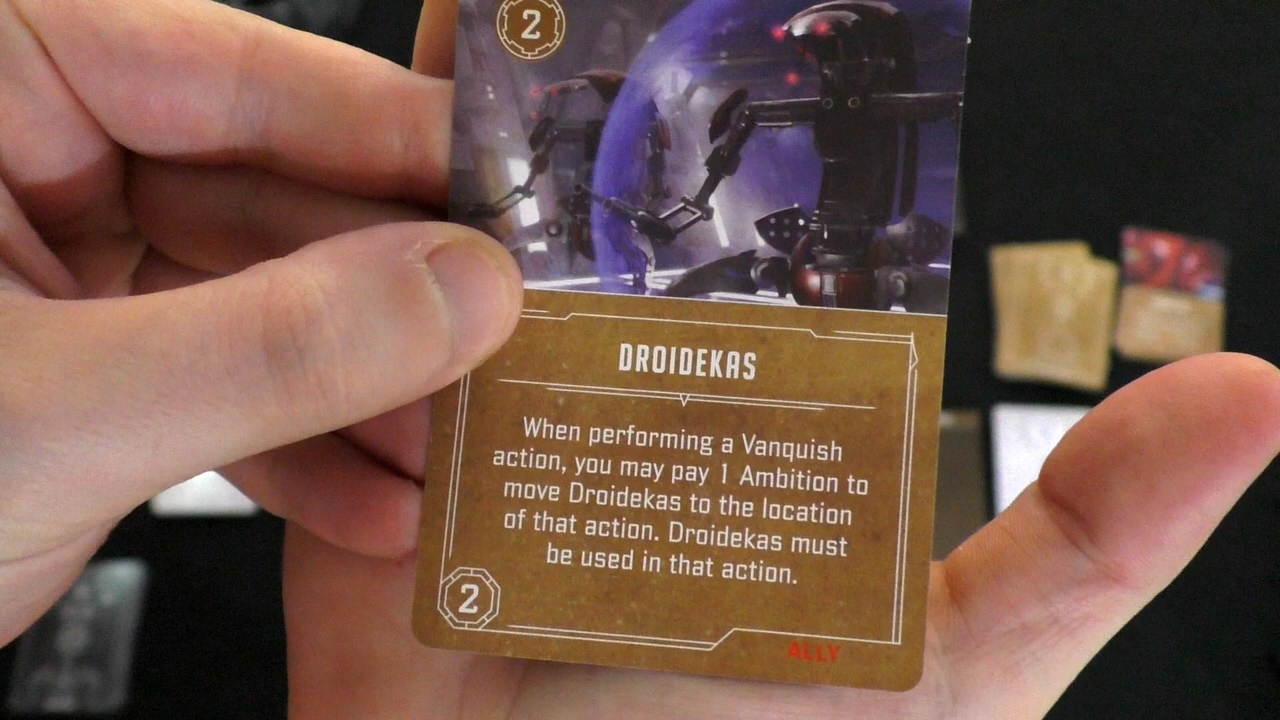 2
DROIDEKAS
When performing a Vanquish
action, you may pay 1 Ambition to
move Droidekas to the location
of that action. Droidekas must
be used in that action.
2
ALLY